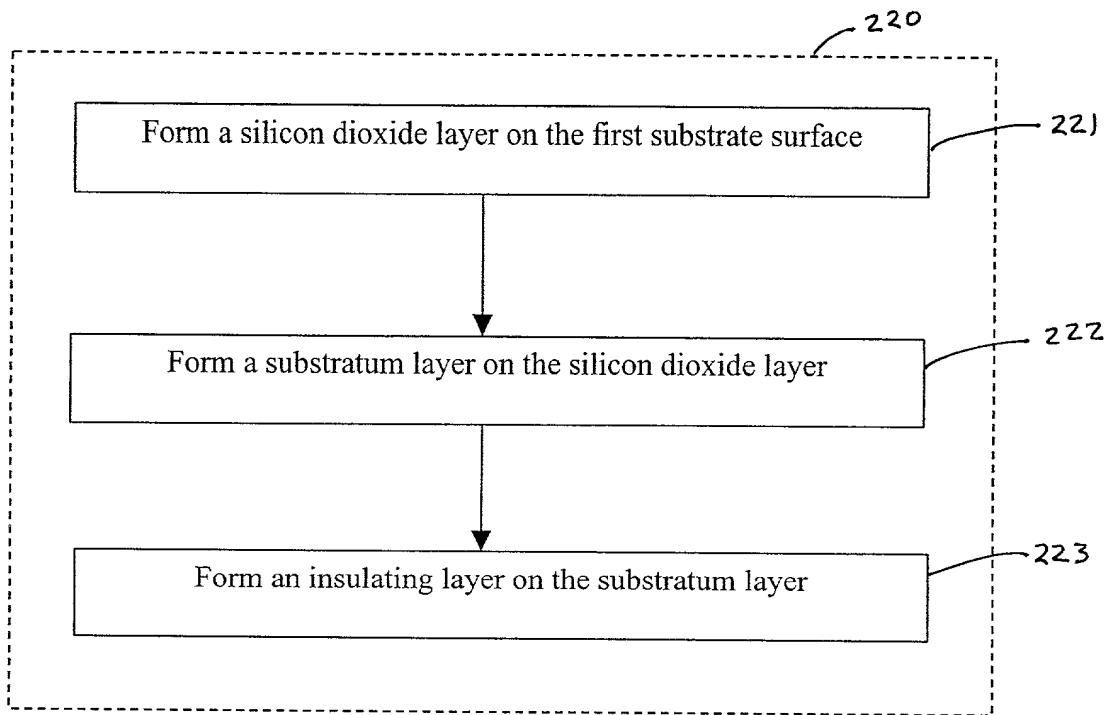 220
Form a silicon dioxide layer on the first substrate surface
221
Form a substratum layer on the silicon dioxide layer
222
Form an insulating layer on the substratum layer
223